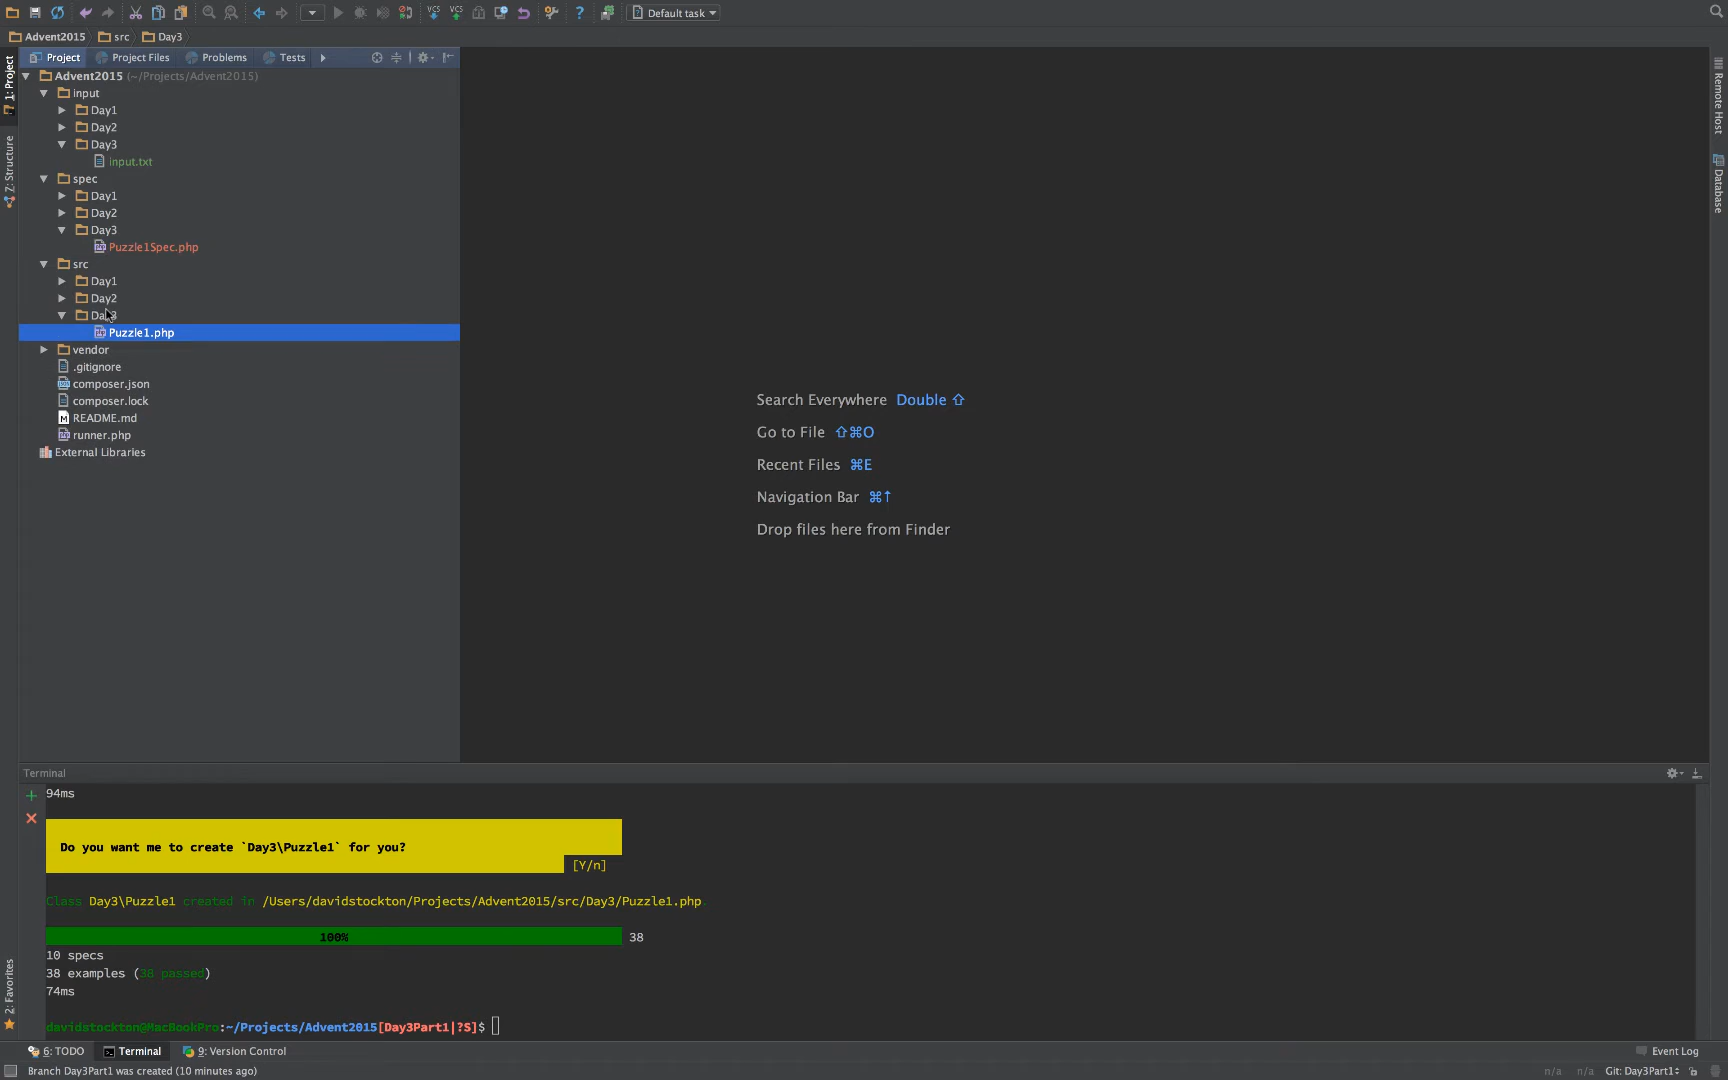 Default task
Advent2015
src
Day3
Project
Project Files
Problems
Tests
1: Project
Z: Structure
2: Favorites
Advent2015 (~/Projects/Advent2015)
input
Day1
Day2
Day3
input.txt
spec
Day1
Day2
Day3
Puzzle1Spec.php
src
Day1
Day2
Day3
Puzzle1.php
vendor
.gitignore
composer.json
composer.lock
README.md
runner.php
External Libraries
Search Everywhere Double ⇧
Go to File ⇧⌘O
Recent Files ⌘E
Navigation Bar ⌘↑
Drop files here from Finder
Remote Host
Database
Terminal
94ms
Do you want me to create `Day3\Puzzle1` for you?
[Y/n]
Class Day3\Puzzle1 created in /Users/davidstockton/Projects/Advent2015/src/Day3/Puzzle1.php.
100% 38
10 specs
38 examples (38 passed)
74ms
davidstockton@MacBookPro:~/Projects/Advent2015[Day3Part1|?S]$
6: TODO
Terminal
9: Version Control
Event Log
Branch Day3Part1 was created (10 minutes ago)
n/a
n/a
Git: Day3Part1